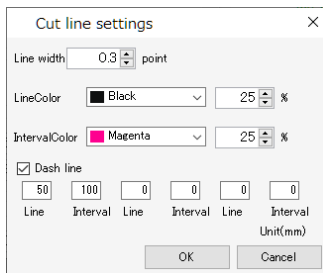 Cut line settings
Line width 0.3 point
LineColor Black 25 %
IntervalColor Magenta 25 %
Dash line
50 100 0 0 0 0
Line Interval Line Interval Line Interval
Unit(mm)
OK Cancel